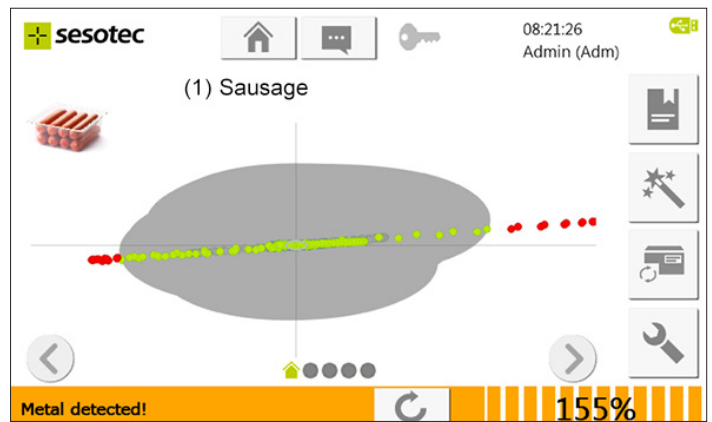 sesotec
08:21:26
Admin (Adm)
(1) Sausage
Metal detected!
155%